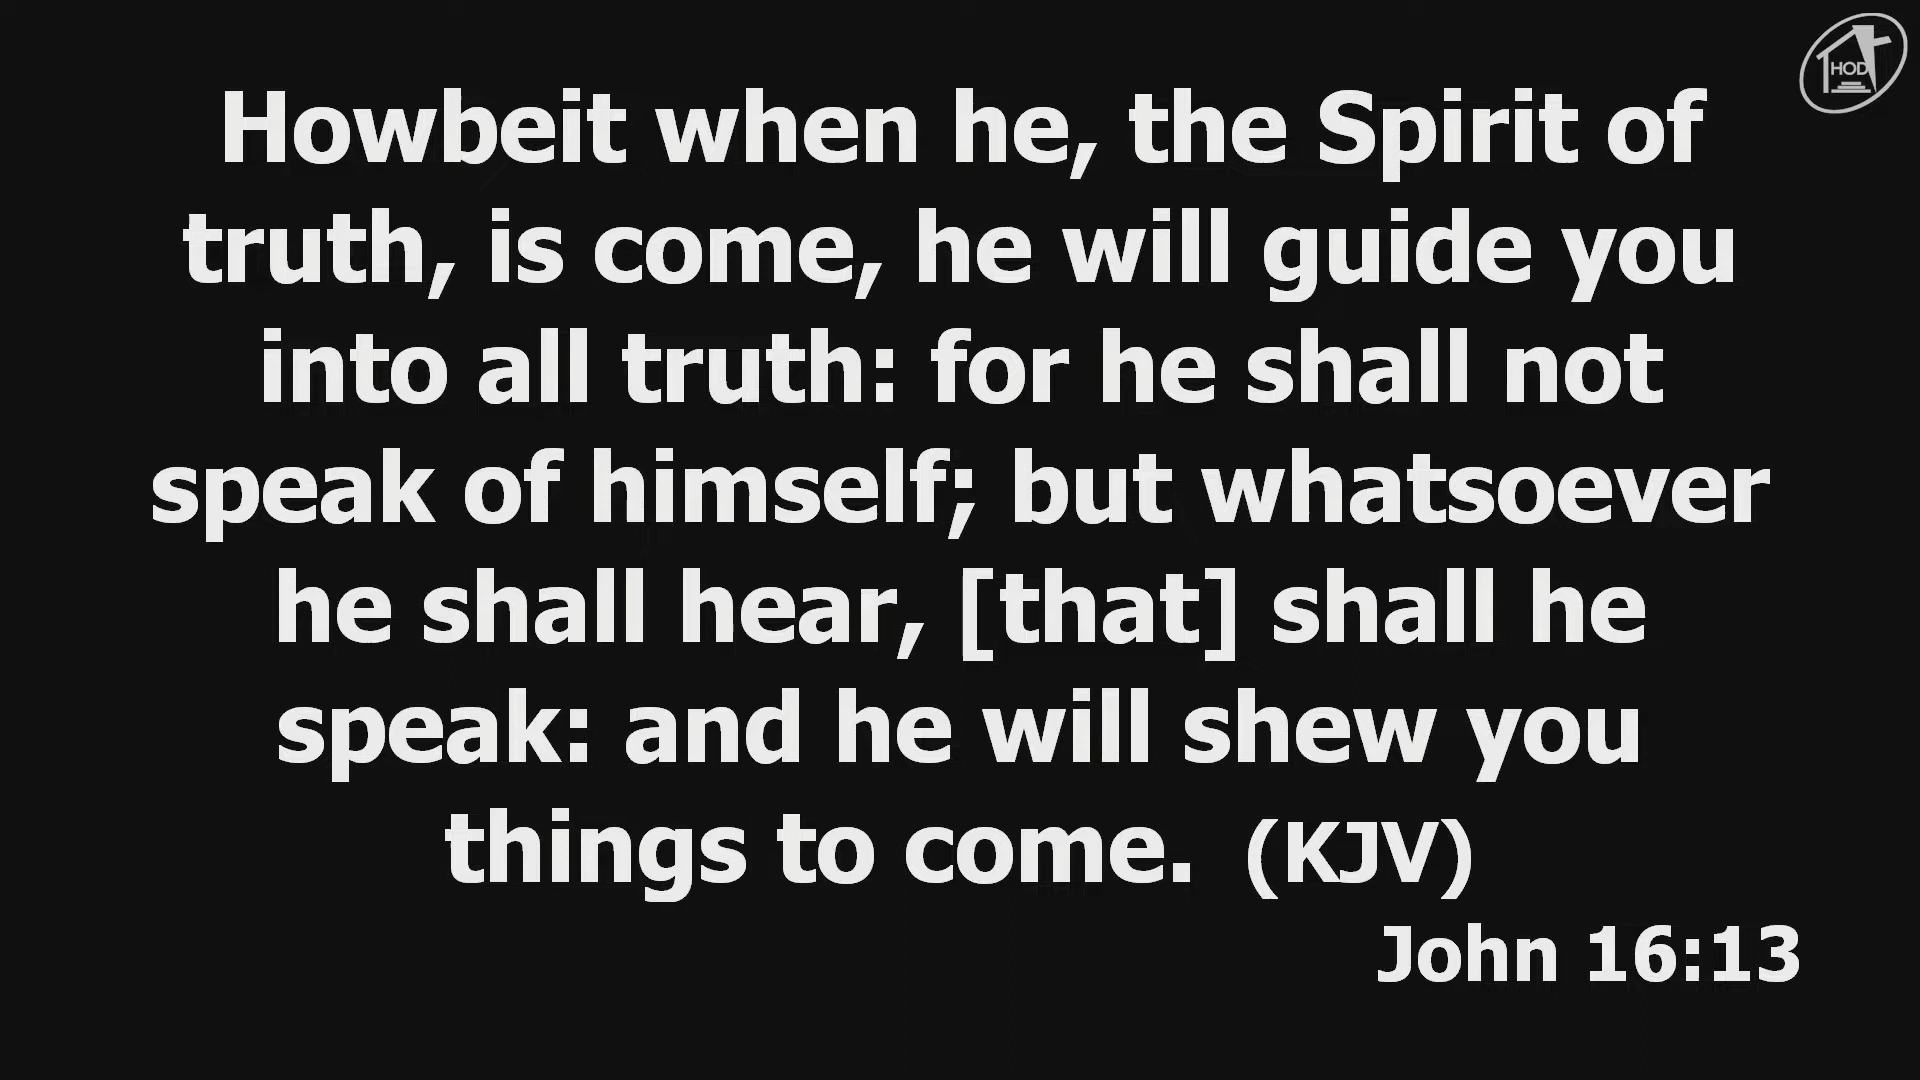 HOD
Howbeit when he, the Spirit of
truth, is come, he will guide you
into all truth: for he shall not
speak of himself; but whatsoever
he shall hear, [that] shall he
speak: and he will shew you
things to come. (KJV)
John 16:13